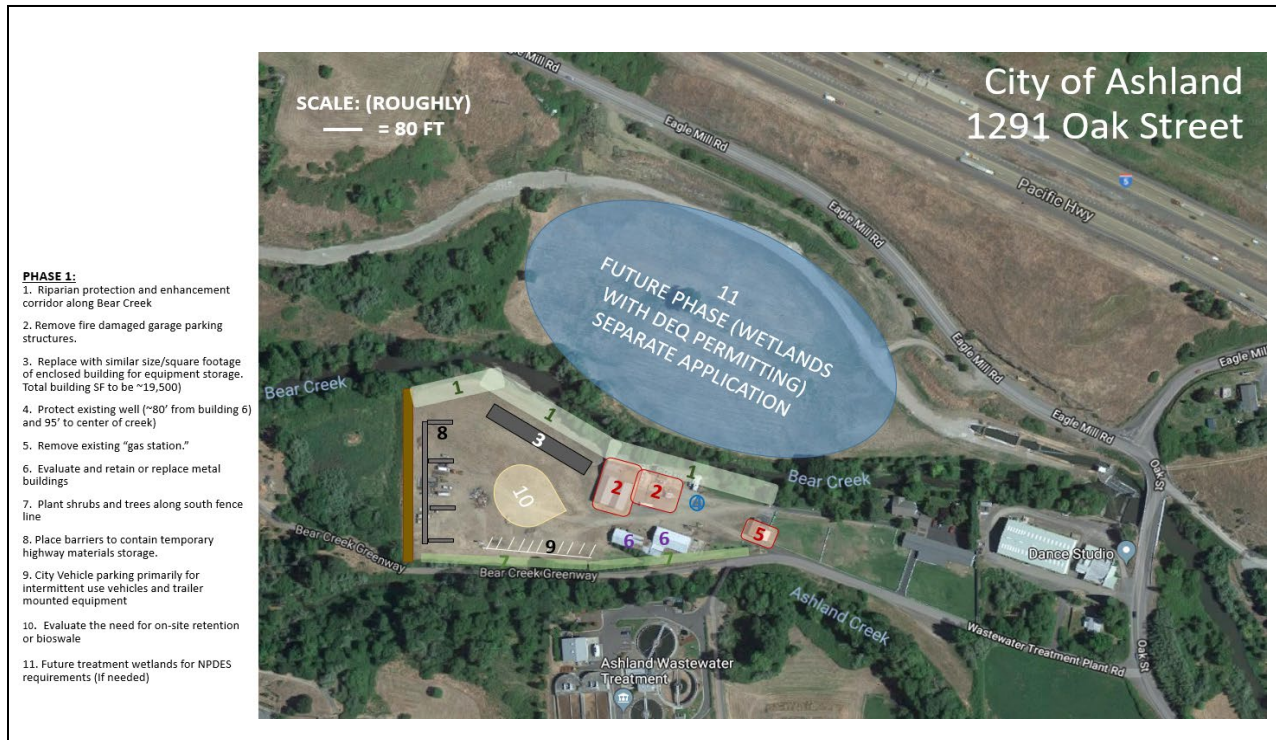 City of Ashland
1291 Oak Street
SCALE: (ROUGHLY)
= 80 FT
PHASE 1:
1. Riparian protection and enhancement
corridor along Bear Creek
2. Remove fire damaged garage parking
structures.
3. Replace with similar size/square footage
of enclosed building for equipment storage.
Total building SF to be ~19,500)
4. Protect existing well (~80' from building 6)
and 95' to center of creek)
5. Remove existing “gas station.”
6. Evaluate and retain or replace metal
buildings
7. Plant shrubs and trees along south fence
line
8. Place barriers to contain temporary
highway materials storage.
9. City Vehicle parking primarily for
intermittent use vehicles and trailer
mounted equipment
10. Evaluate the need for on-site retention
or bioswale
11. Future treatment wetlands for NPDES
requirements (If needed)
Eagle Mill Rd
Eagle Mill Rd
Eagle Mill Rd
Eagle Mill Rd
Eagle Mill Rd
Eagle Mill
Pacific Hwy
5
11
FUTURE PHASE (WETLANDS
WITH DEQ PERMITTING)
SEPARATE APPLICATION
Bear Creek
Bear Creek
1
1
1
8
3
10
2
2
4
6
6
5
9
7
Bear Creek Greenway
Bear Creek Greenway
Dance Studio
Oak St
Oak St
Ashland Creek
Wastewater Treatment Plant Rd
Ashland Wastewater
Treatment